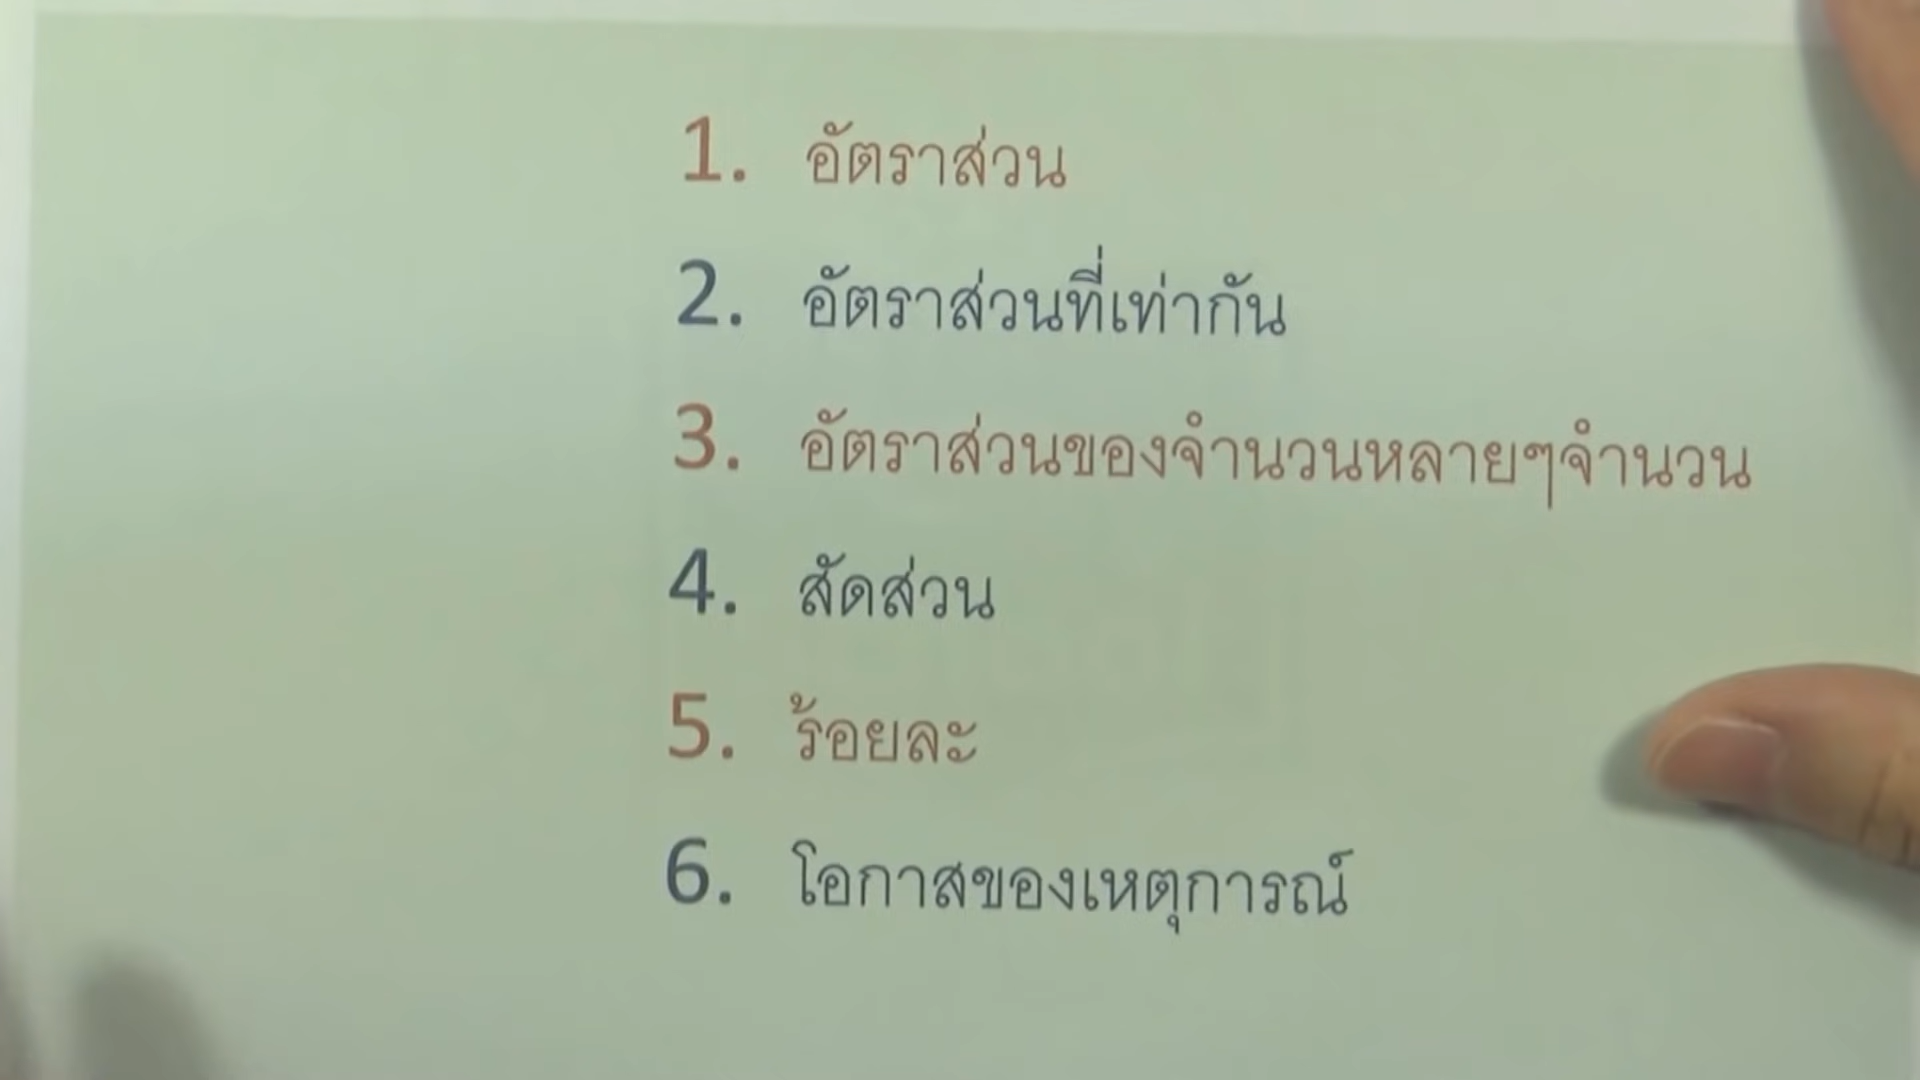 1. อัตราส่วน
2. อัตราส่วนที่เท่ากัน
3. อัตราส่วนของจำนวนหลายๆจำนวน
4. สัดส่วน
5. ร้อยละ
6. โอกาสของเหตุการณ์